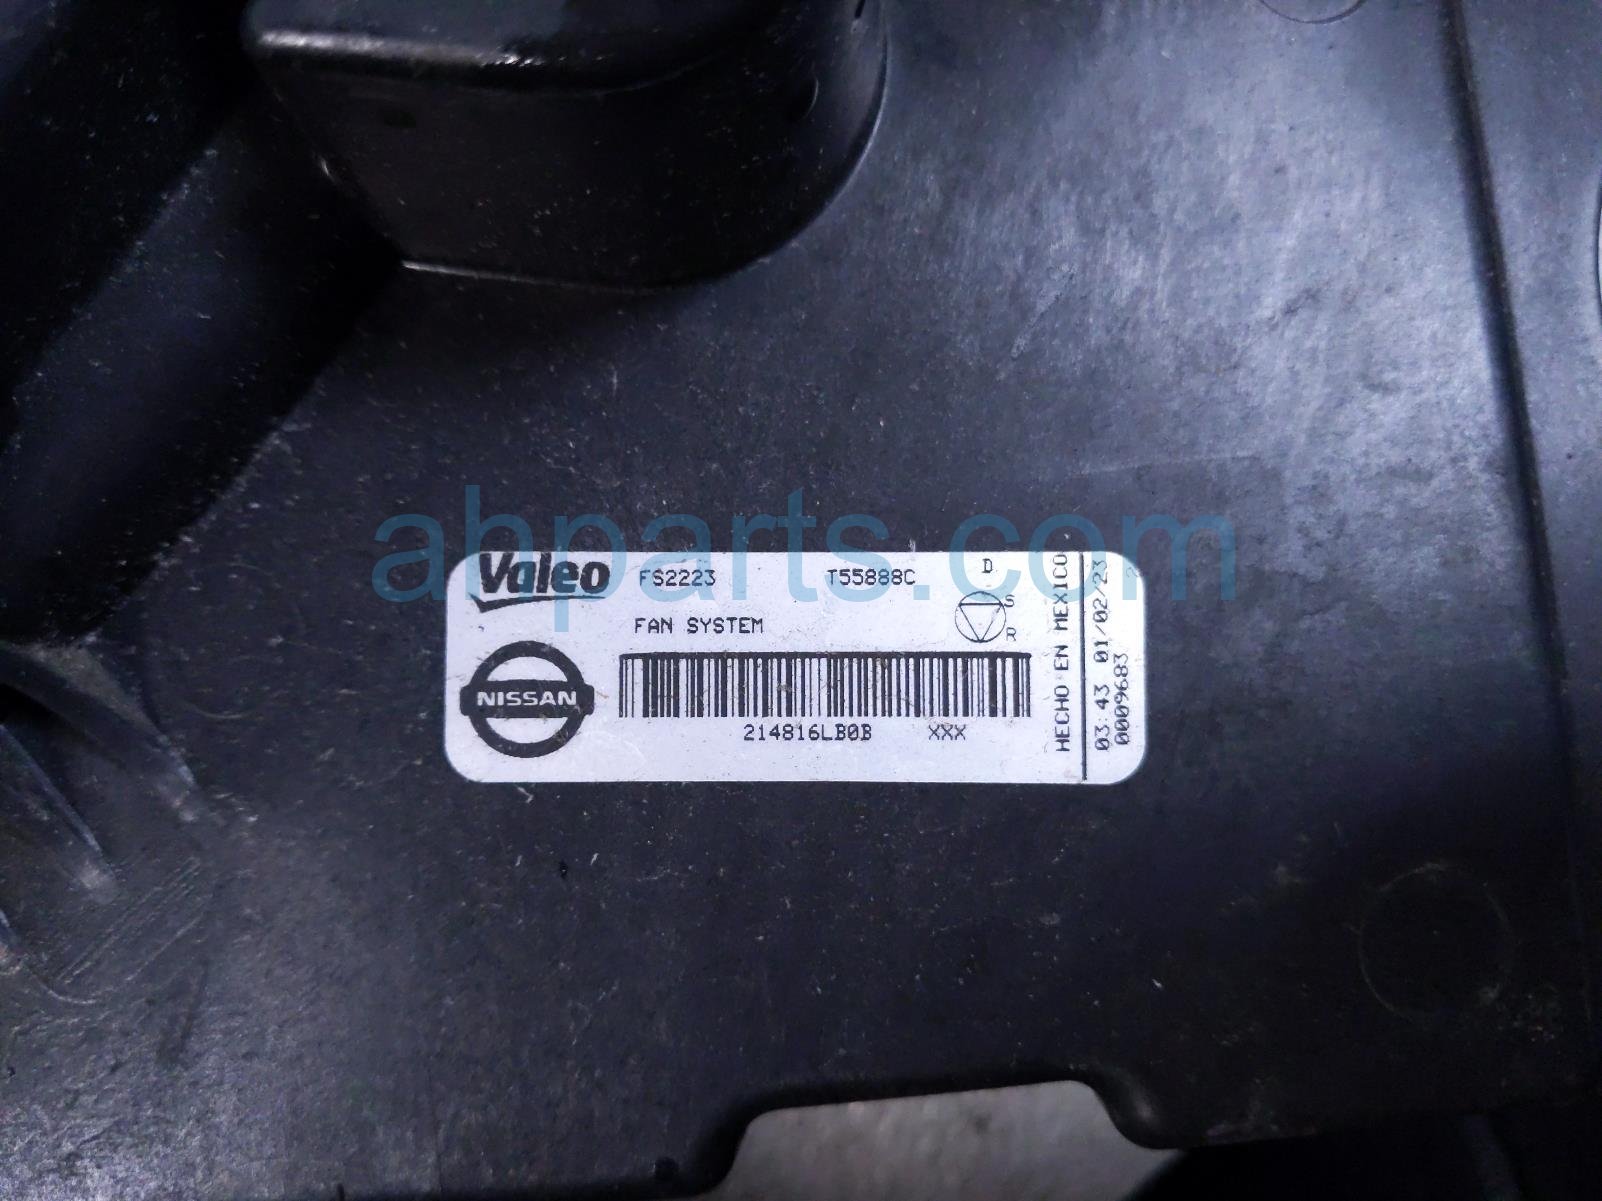 Valeo FS2223 T55888C D
S
FAN SYSTEM
R
NISSAN
214816LB0B XXX
HECHO EN MEXICO
03:43 01/02/23
0009683
ahparts.com